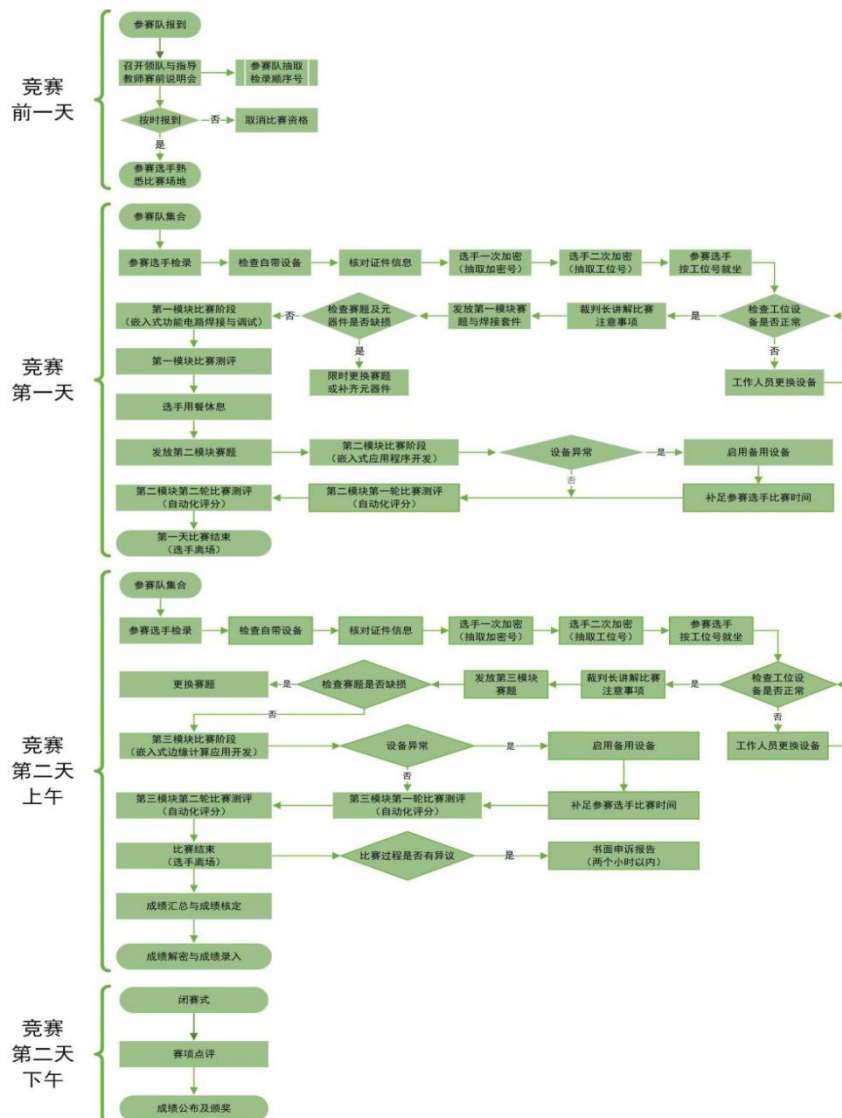 竞赛
前一天
参赛队报到
召开领队与指导
教师赛前说明会
参赛队抽取
检录顺序号
按时报到
否
取消比赛资格
是
参赛选手熟
悉比赛场地
竞赛
第一天
参赛队集合
参赛选手检录
检查自带设备
核对证件信息
选手一次加密
(抽取加密号)
选手二次加密
(抽取工位号)
参赛选手
按工位号就坐
第一模块比赛阶段
(嵌入式功能电路焊接与调试)
否
检查赛题及元
器件是否缺损
发放第一模块赛
题与焊接套件
裁判长讲解比赛
注意事项
是
检查工位设
备是否正常
是
否
第一模块比赛测评
限时更换赛题
或补齐元器件
工作人员更换设备
选手用餐休息
发放第二模块赛题
第二模块比赛阶段
(嵌入式应用程序开发)
设备异常
是
启用备用设备
否
第二模块第二轮比赛测评
(自动化评分)
第二模块第一轮比赛测评
(自动化评分)
补足参赛选手比赛时间
第一天比赛结束
(选手离场)
竞赛
第二天
上午
参赛队集合
参赛选手检录
检查自带设备
核对证件信息
选手一次加密
(抽取加密号)
选手二次加密
(抽取工位号)
参赛选手
按工位号就坐
更换赛题
是
检查赛题是否缺损
发放第三模块
赛题
裁判长讲解比赛
注意事项
是
检查工位设
备是否正常
否
否
第三模块比赛阶段
(嵌入式边缘计算应用开发)
设备异常
是
启用备用设备
工作人员更换设备
否
第三模块第二轮比赛测评
(自动化评分)
第三模块第一轮比赛测评
(自动化评分)
补足参赛选手比赛时间
比赛结束
(选手离场)
比赛过程是否有异议
是
书面申诉报告
(两个小时以内)
成绩汇总与成绩核定
成绩解密与成绩录入
竞赛
第二天
下午
闭赛式
赛项点评
成绩公布及颁奖